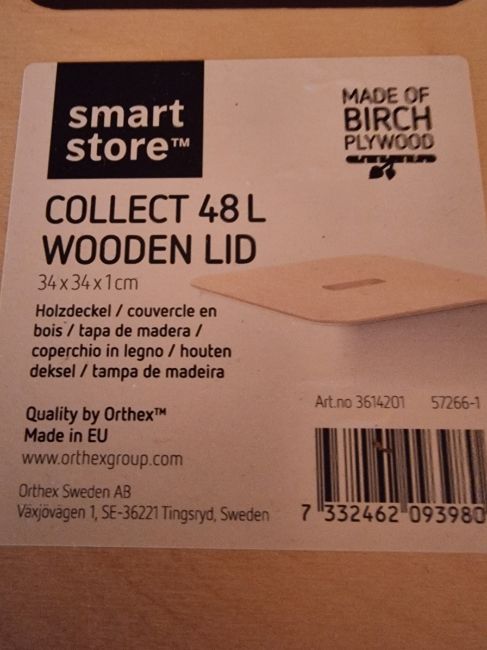 smart
store™
MADE OF
BIRCH
PLYWOOD
COLLECT 48 L
WOODEN LID
34 x 34 x 1 cm
Holzdeckel / couvercle en
bois / tapa de madera /
coperchio in legno / houten
deksel / tampa de madeira
Quality by Orthex™
Made in EU
www.orthexgroup.com
Orthex Sweden AB
Växjövägen 1, SE-36221 Tingsryd, Sweden
Art.no 3614201 57266-1
7 332462 093980